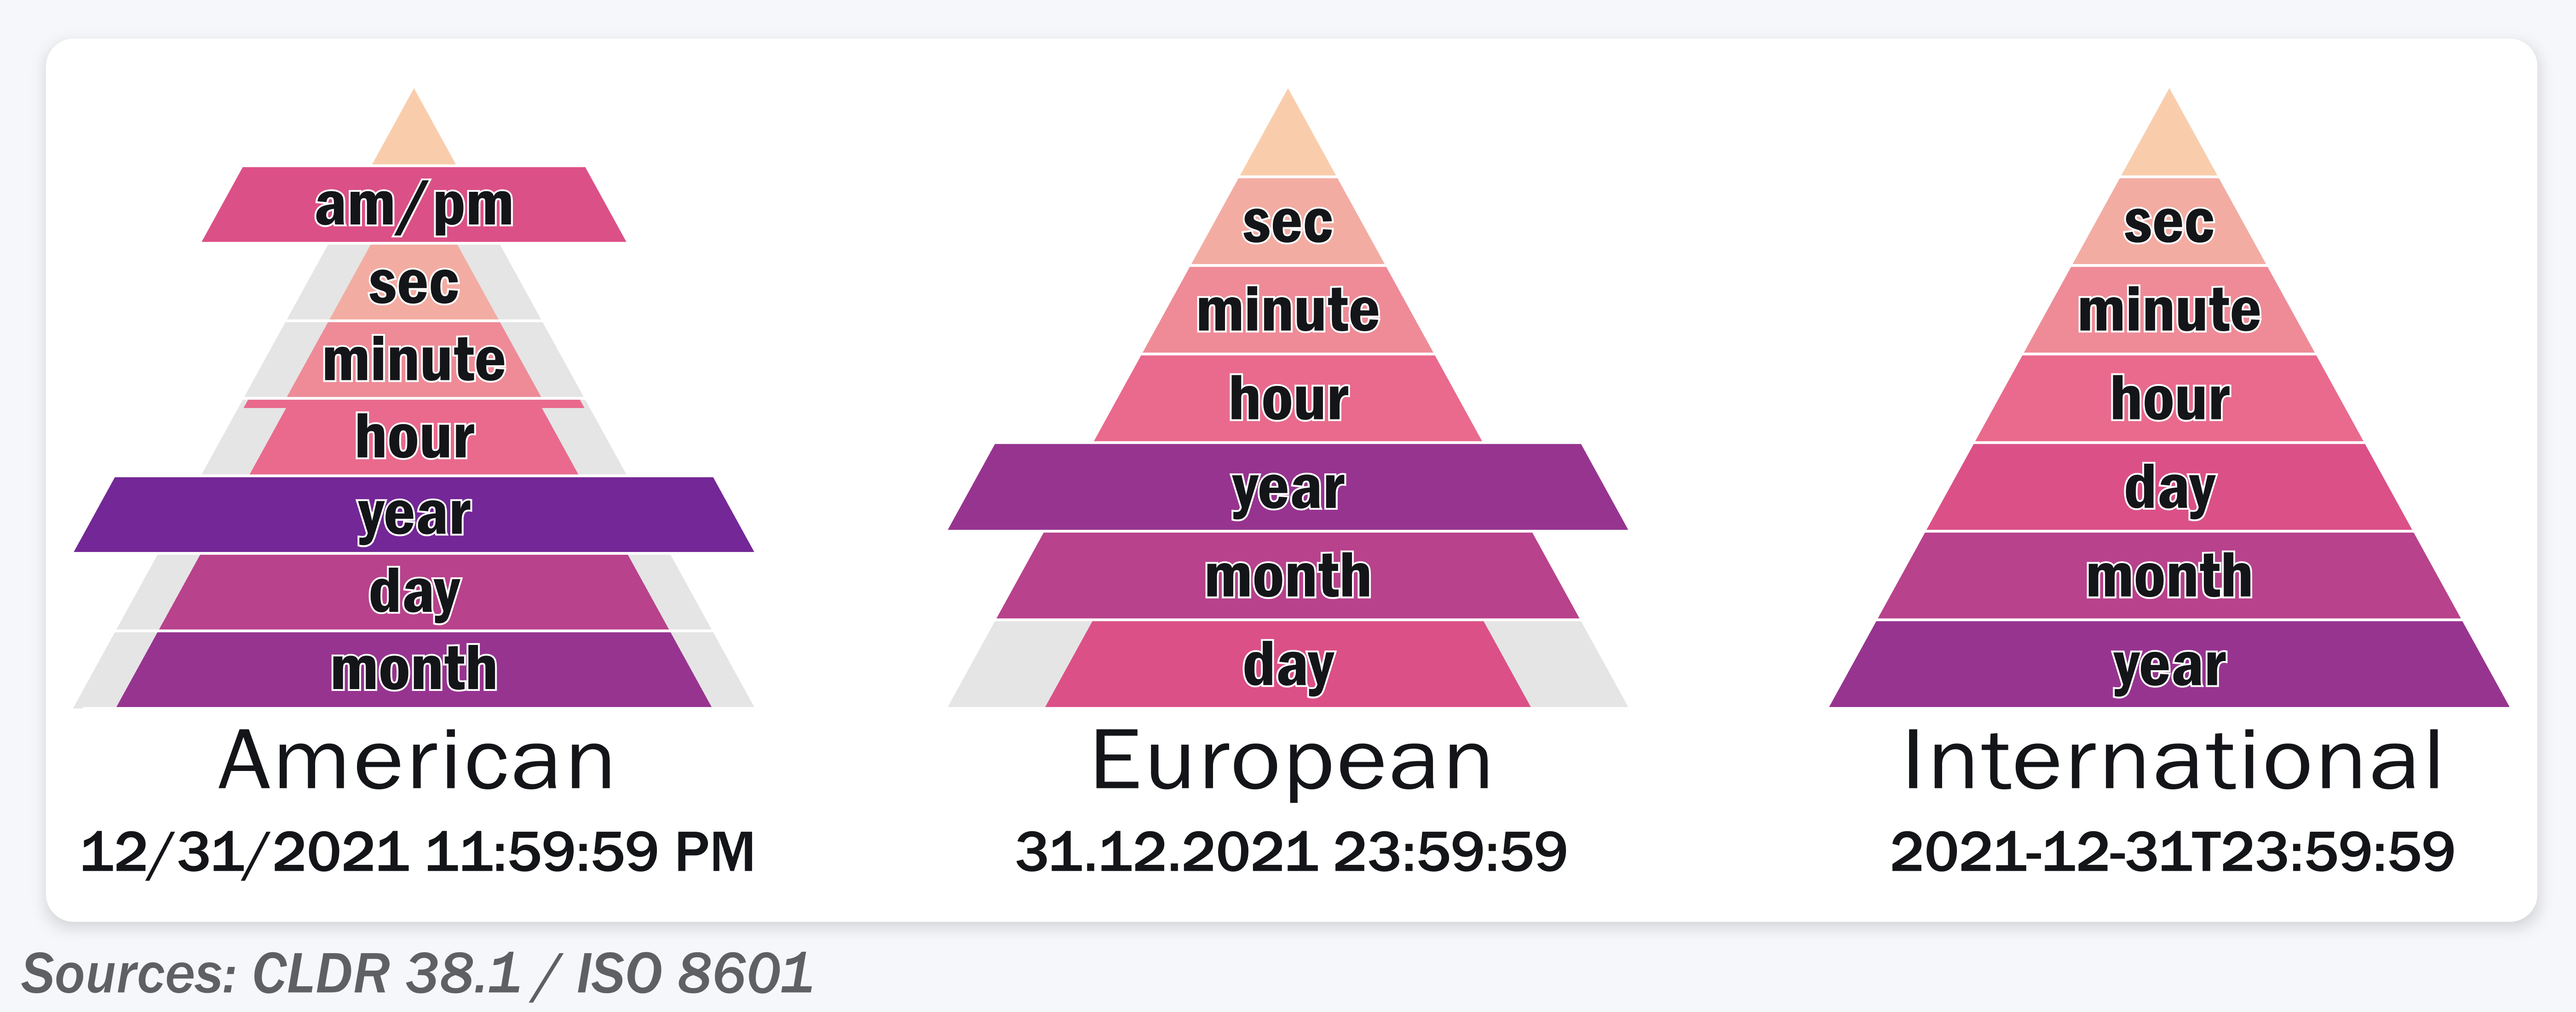 am/pm
sec
minute
hour
year
day
month
American
12/31/2021 11:59:59 PM
sec
minute
hour
year
month
day
European
31.12.2021 23:59:59
sec
minute
hour
day
month
year
International
2021-12-31T23:59:59
Sources: CLDR 38.1 / ISO 8601